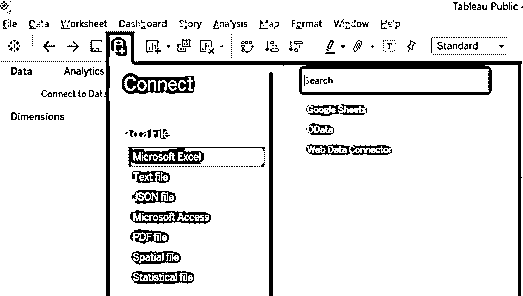 Tableau Public -
File Data Worksheet Dashboard Story Analysis Map Format Window Help
Standard
Data Analytics
Connect to Data
Dimensions
Connect
Search
To a File
Microsoft Excel
Text file
JSON file
Microsoft Access
PDF file
Spatial file
Statistical file
Google Sheets
OData
Web Data Connector